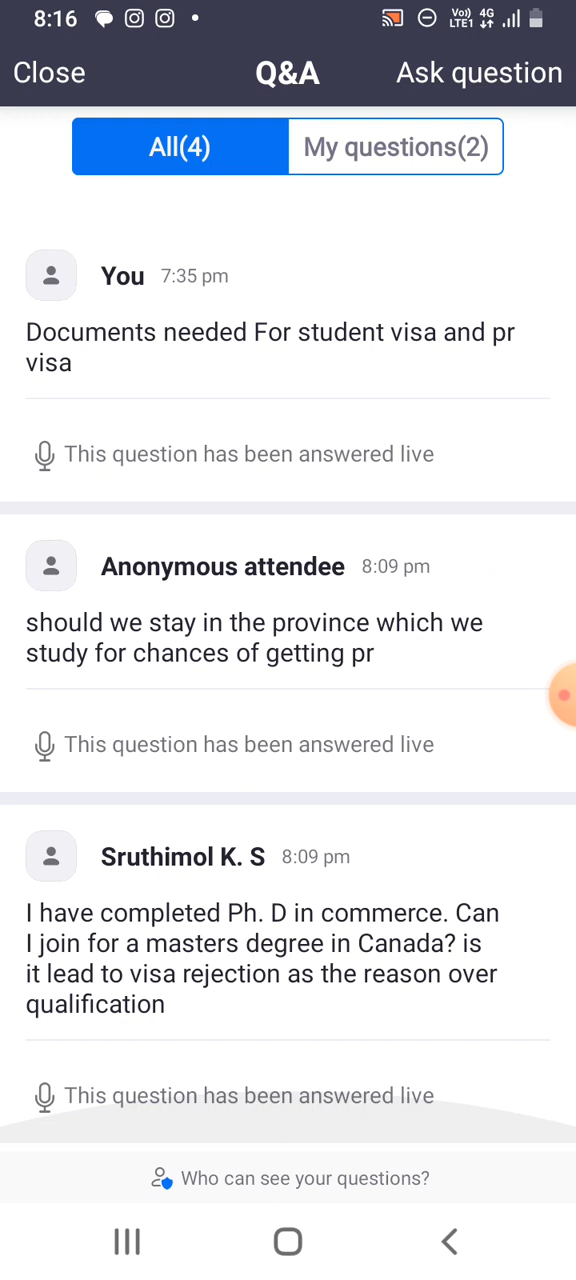 8:16 Vo)) LTE1 4G
Close Q&A Ask question
All(4) My questions(2)
You 7:35 pm
Documents needed For student visa and pr
visa
This question has been answered live
Anonymous attendee 8:09 pm
should we stay in the province which we
study for chances of getting pr
This question has been answered live
Sruthimol K. S 8:09 pm
I have completed Ph. D in commerce. Can
I join for a masters degree in Canada? is
it lead to visa rejection as the reason over
qualification
This question has been answered live
Who can see your questions?